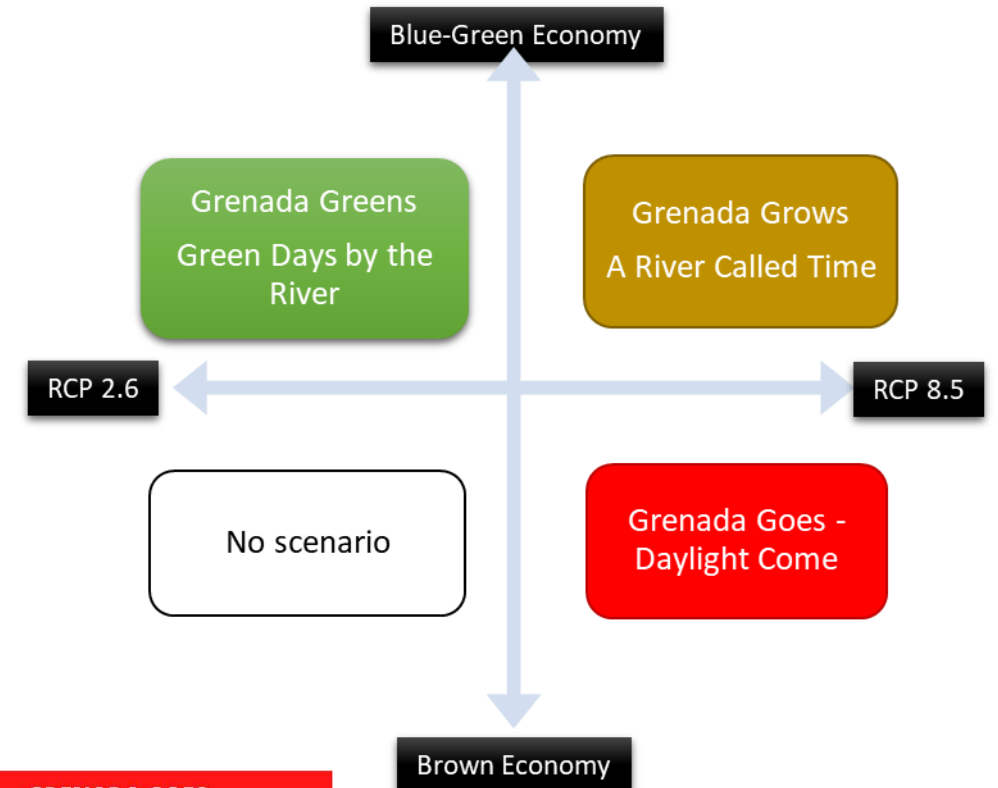 Blue-Green Economy
Grenada Greens
Green Days by the
River
Grenada Grows
A River Called Time
RCP 2.6
RCP 8.5
No scenario
Grenada Goes -
Daylight Come
Brown Economy